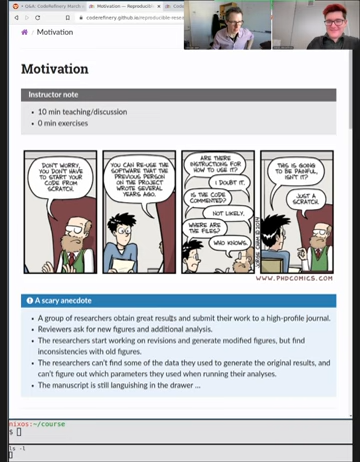 Motivation — Reproducib
coderefinery.github.io/reproducible-rese
/ Motivation
Motivation
Instructor note
• 10 min teaching/discussion
• 0 min exercises
DON'T WORRY,
YOU DON'T HAVE
TO START YOUR
CODE FROM
SCRATCH.
YOU CAN RE-USE THE
SOFTWARE THAT THE
PREVIOUS PERSON
ON THE PROJECT
WROTE SEVERAL
YEARS AGO.
ARE THERE
INSTRUCTIONS FOR
HOW TO USE IT?
I DOUBT IT.
IS THE CODE
COMMENTED?
NOT LIKELY.
WHERE ARE
THE FILES?
WHO KNOWS.
THIS IS GOING
TO BE PAINFUL,
ISN'T IT?
JUST A
SCRATCH.
WWW.PHDCOMICS.COM
A scary anecdote
• A group of researchers obtain great results and submit their work to a high-profile journal.
• Reviewers ask for new figures and additional analysis.
• The researchers start working on revisions and generate modified figures, but find
inconsistencies with old figures.
• The researchers can't find some of the data they used to generate the original results, and
can't figure out which parameters they used when running their analyses.
• The manuscript is still languishing in the drawer ...
nixos:~/course
$
ls -l